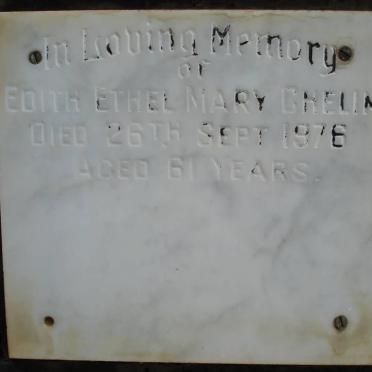 In Loving Memory
OF
EDITH ETHEL MARY
DIED 26TH SEPT 1976
AGED 61 YEARS.